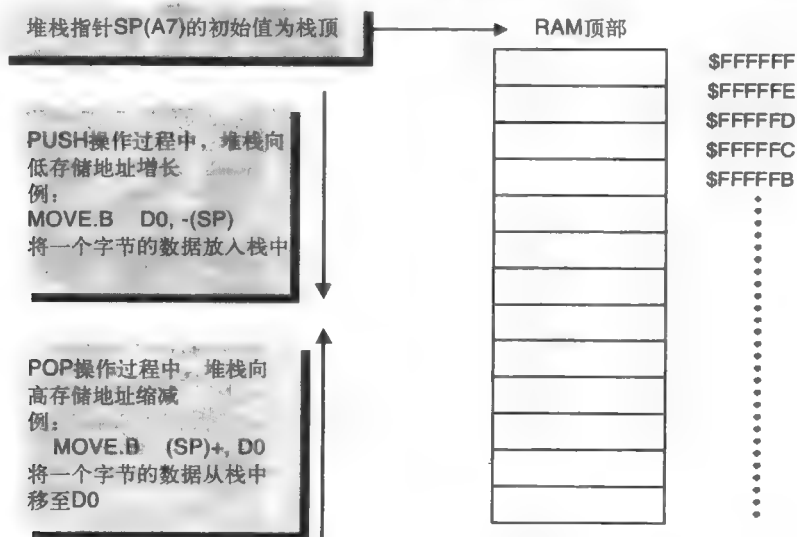 堆栈指针SP(A7)的初始值为栈顶
RAM顶部
$FFFFFF
$FFFFFE
$FFFFFD
$FFFFFC
$FFFFFB
PUSH操作过程中，堆栈向
低存储地址增长
例：
MOVE.B D0, -(SP)
将一个字节的数据放入栈中
POP操作过程中，堆栈向
高存储地址缩减
例：
MOVE.B (SP)+, D0
将一个字节的数据从栈中
移至D0